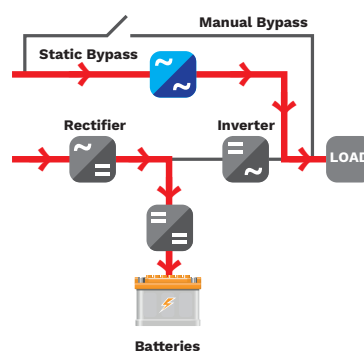 Manual Bypass
Static Bypass
Rectifier
Inverter
LOAD
Batteries